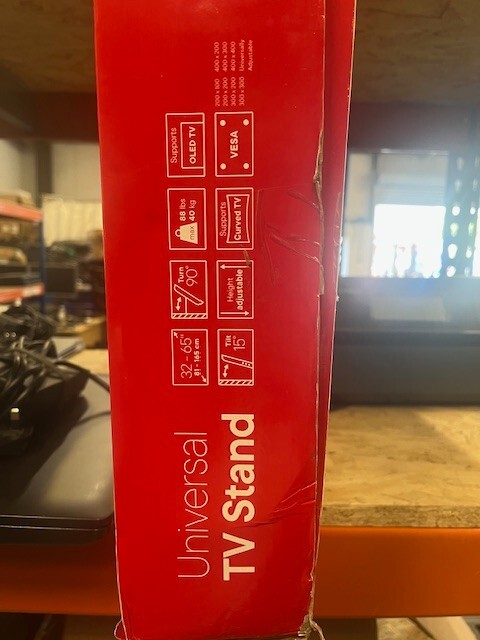 Universal
TV Stand
32 - 65"
81 - 165 cm
Turn
90°
88 lbs
max 40 kg
Supports
OLED TV
Tilt
15°
Height
adjustable
Supports
Curved TV
VESA
200 x 100 400 x 200
200 x 200 400 x 300
300 x 200 400 x 400
300 x 300 Universally
Adjustable